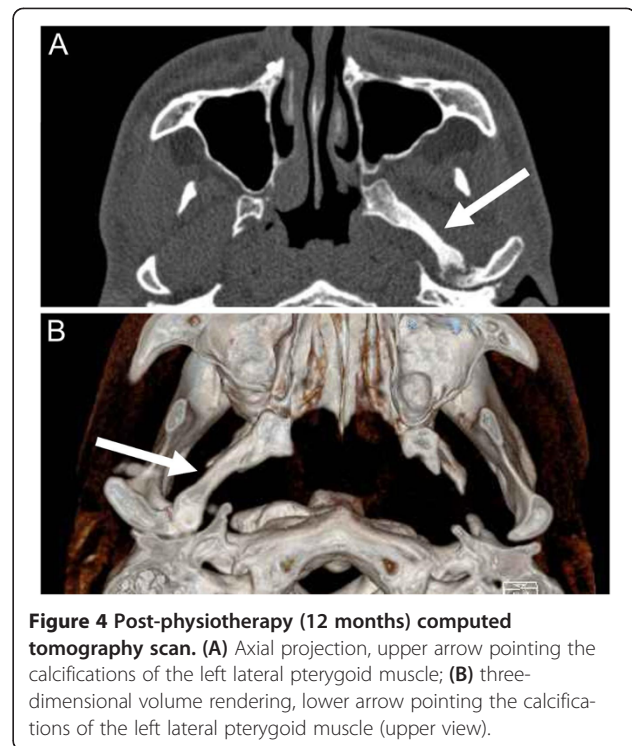 A
B
Figure 4 Post-physiotherapy (12 months) computed
tomography scan. (A) Axial projection, upper arrow pointing the
calcifications of the left lateral pterygoid muscle; (B) three-
dimensional volume rendering, lower arrow pointing the calcifica-
tions of the left lateral pterygoid muscle (upper view).